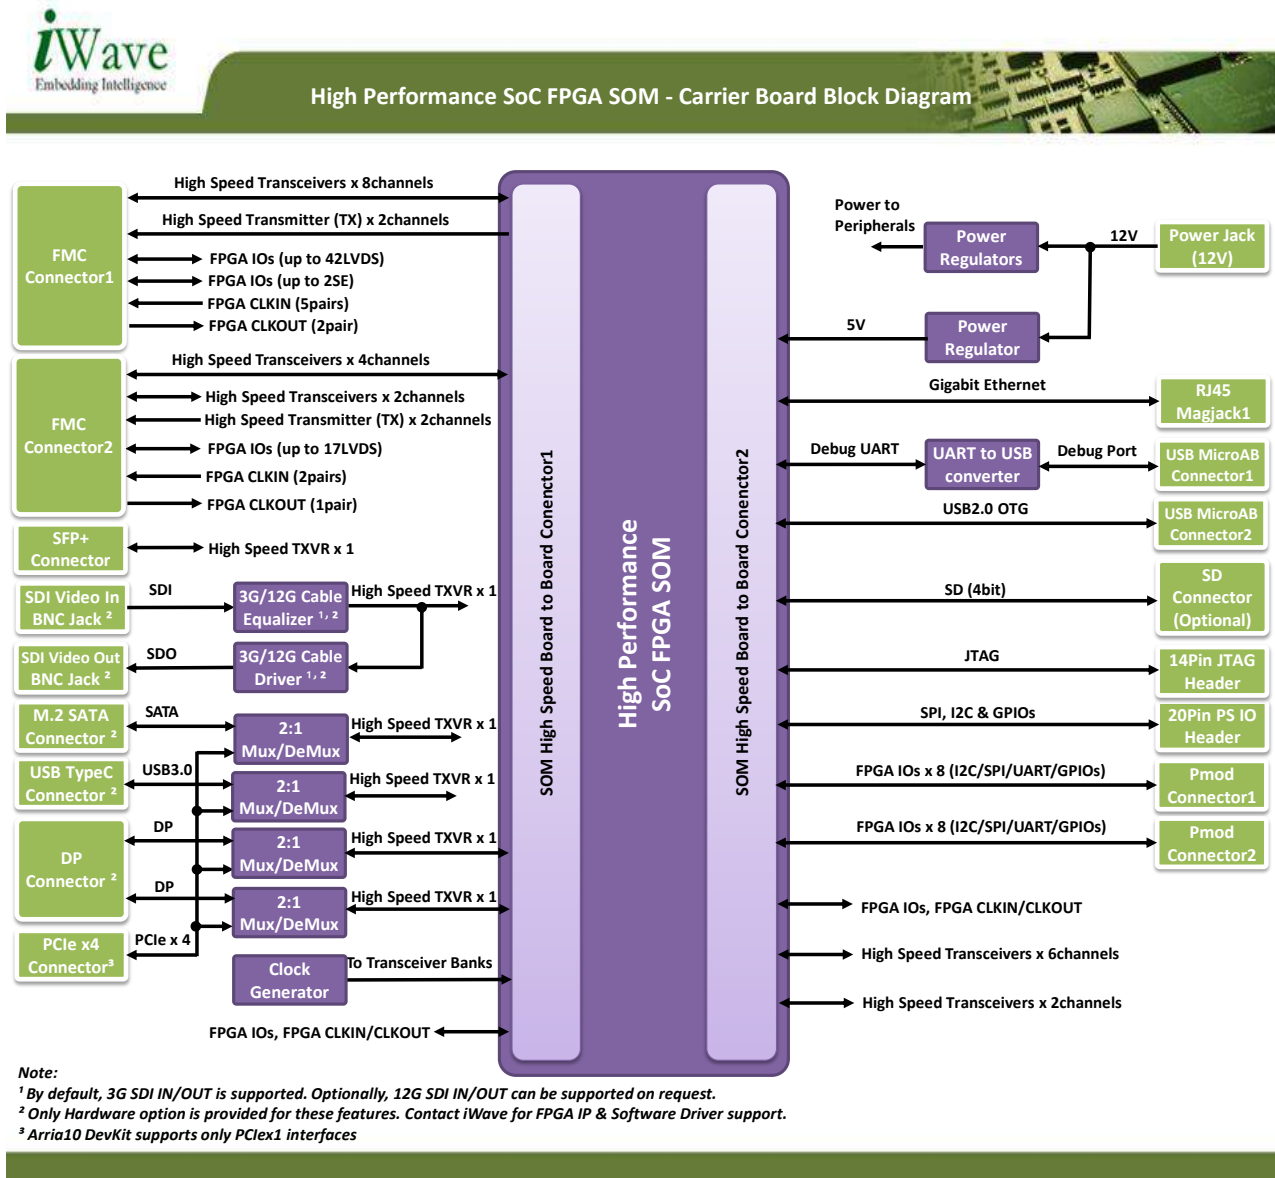 iWave
Embedding Intelligence
High Performance SoC FPGA SOM - Carrier Board Block Diagram
FMC
Connector1
High Speed Transceivers x 8channels
High Speed Transmitter (TX) x 2channels
FPGA IOs (up to 42LVDS)
FPGA IOs (up to 2SE)
FPGA CLKIN (5pairs)
FPGA CLKOUT (2pair)
FMC
Connector2
High Speed Transceivers x 4channels
High Speed Transceivers x 2channels
High Speed Transmitter (TX) x 2channels
FPGA IOs (up to 17LVDS)
FPGA CLKIN (2pairs)
FPGA CLKOUT (1pair)
SFP+
Connector
High Speed TXVR x 1
SDI Video In
BNC Jack ²
SDI
3G/12G Cable
Equalizer ¹, ²
High Speed TXVR x 1
SDI Video Out
BNC Jack ²
SDO
3G/12G Cable
Driver ¹, ²
M.2 SATA
Connector ²
SATA
2:1
Mux/DeMux
High Speed TXVR x 1
USB TypeC
Connector ²
USB3.0
2:1
Mux/DeMux
High Speed TXVR x 1
DP
Connector ²
DP
2:1
Mux/DeMux
High Speed TXVR x 1
DP
2:1
Mux/DeMux
High Speed TXVR x 1
PCIe x4
Connector³
PCIe x 4
Clock
Generator
To Transceiver Banks
FPGA IOs, FPGA CLKIN/CLKOUT
SOM High Speed Board to Board Conenctor1
High Performance
SoC FPGA SOM
SOM High Speed Board to Board Conenctor2
Power to
Peripherals
Power
Regulators
12V
Power Jack
(12V)
5V
Power
Regulator
Gigabit Ethernet
RJ45
Magjack1
Debug UART
UART to USB
converter
Debug Port
USB MicroAB
Connector1
USB2.0 OTG
USB MicroAB
Connector2
SD (4bit)
SD
Connector
(Optional)
JTAG
14Pin JTAG
Header
SPI, I2C & GPIOs
20Pin PS IO
Header
FPGA IOs x 8 (I2C/SPI/UART/GPIOs)
Pmod
Connector1
FPGA IOs x 8 (I2C/SPI/UART/GPIOs)
Pmod
Connector2
FPGA IOs, FPGA CLKIN/CLKOUT
High Speed Transceivers x 6channels
High Speed Transceivers x 2channels
Note:
¹ By default, 3G SDI IN/OUT is supported. Optionally, 12G SDI IN/OUT can be supported on request.
² Only Hardware option is provided for these features. Contact iWave for FPGA IP & Software Driver support.
³ Arria10 DevKit supports only PCIex1 interfaces